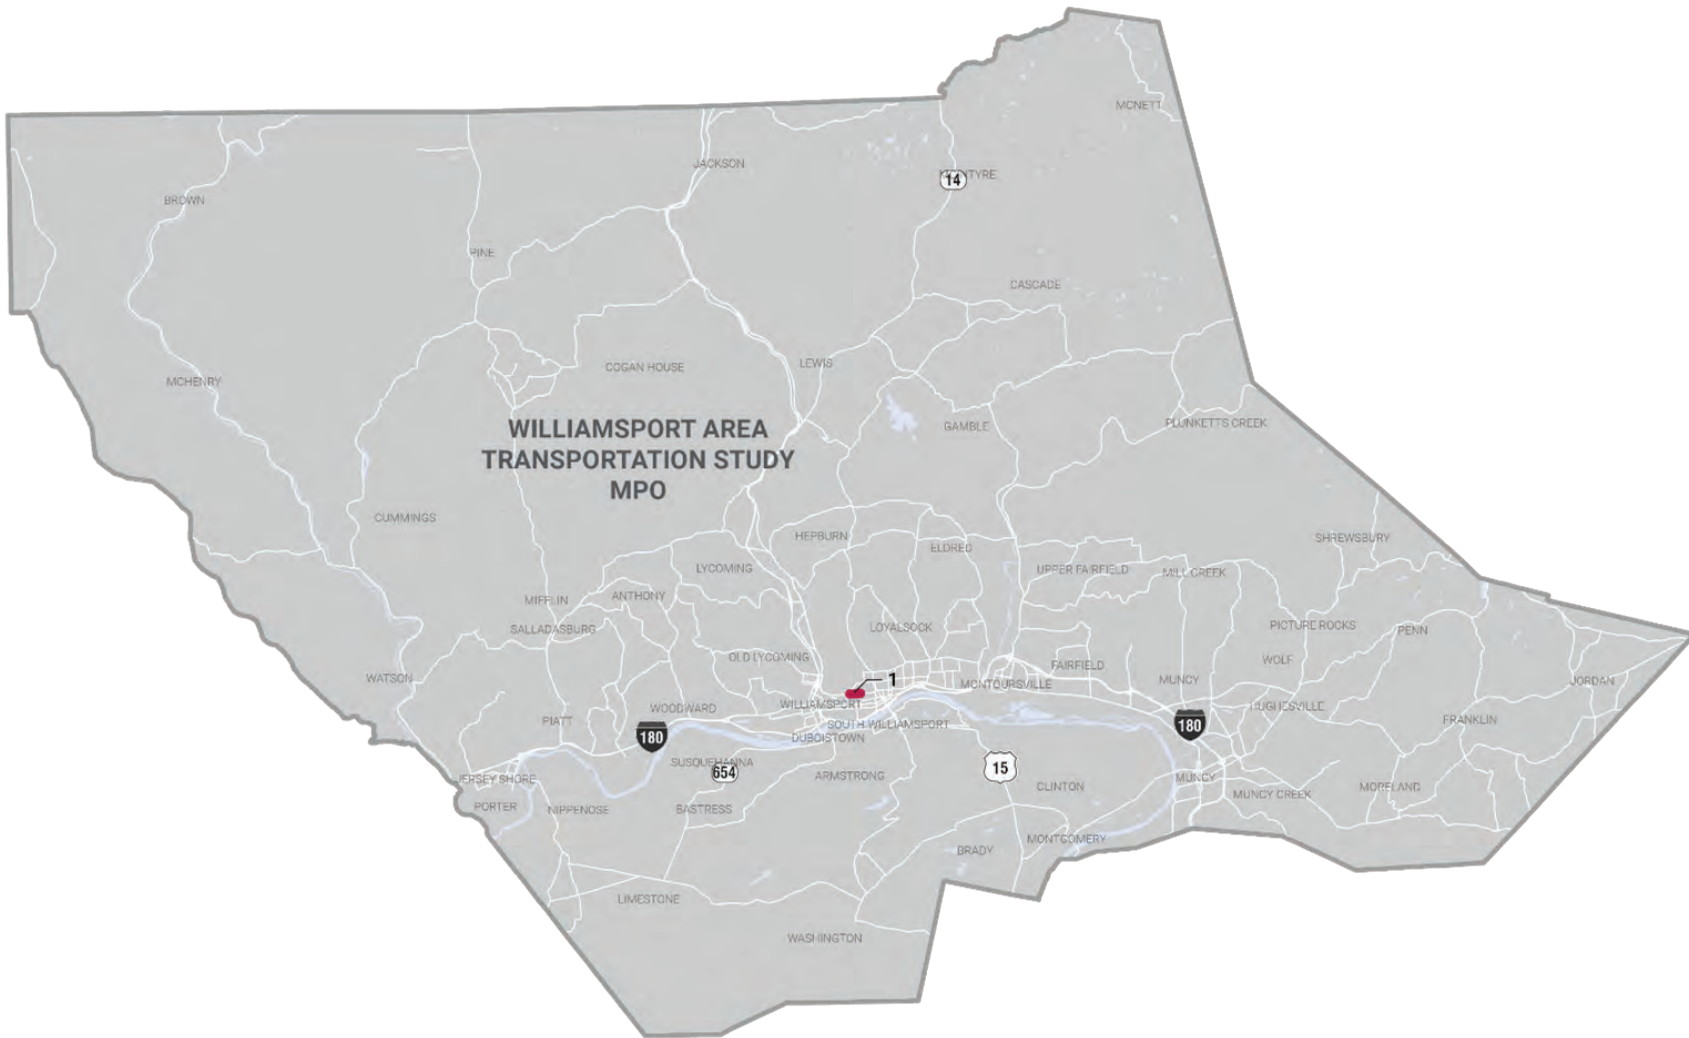 MCNETT
JACKSON
14
BROWN
PINE
CASCADE
LEWIS
COGAN HOUSE
MCHENRY
PLUNKETTS CREEK
GAMBLE
WILLIAMSPORT AREA
TRANSPORTATION STUDY
MPO
CUMMINGS
HEPBURN
SHREWSBURY
ELDRED
LYCOMING
UPPER FAIRFIELD
MILL CREEK
ANTHONY
MIFFLIN
SALLADASBURG
LOYALSOCK
PICTURE ROCKS
PENN
OLD LYCOMING
WOLF
FAIRFIELD
WATSON
1
MONTOURSVILLE
MUNCY
JORDAN
WILLIAMSPORT
WOODWARD
HUGHESVILLE
PIATT
SOUTH WILLIAMSPORT
FRANKLIN
180
180
DUBOISTOWN
SUSQUEHANNA
654
15
JERSEY SHORE
ARMSTRONG
MUNCY
CLINTON
MORELAND
MUNCY CREEK
PORTER
NIPPENOSE
BASTRESS
MONTGOMERY
BRADY
LIMESTONE
WASHINGTON